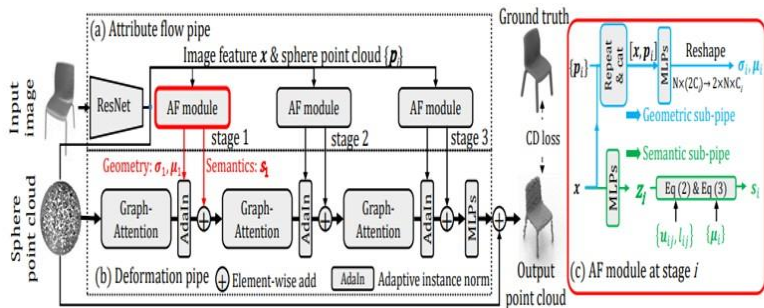 (a) Attribute flow pipe
Ground truth
Image feature x & sphere point cloud {pᵢ}
Input image
ResNet
AF module
AF module
AF module
stage 1
stage 2
stage 3
CD loss
Geometry: σ₁, μ₁
Semantics: s₁
Sphere point cloud
Graph-Attention
AdaIn
Graph-Attention
AdaIn
Graph-Attention
AdaIn
MLPs
(b) Deformation pipe
Element-wise add
AdaIn
Adaptive instance norm
Output point cloud
{pᵢ}
Repeat & cat
[x, pᵢ]
MLPs
Reshape
N×(2Cᵢ)→2×N×Cᵢ
σᵢ, μᵢ
Geometric sub-pipe
Semantic sub-pipe
x
MLPs
zᵢ
Eq (2) & Eq (3)
sᵢ
{uᵢⱼ, lᵢⱼ}
{μᵢ}
(c) AF module at stage i